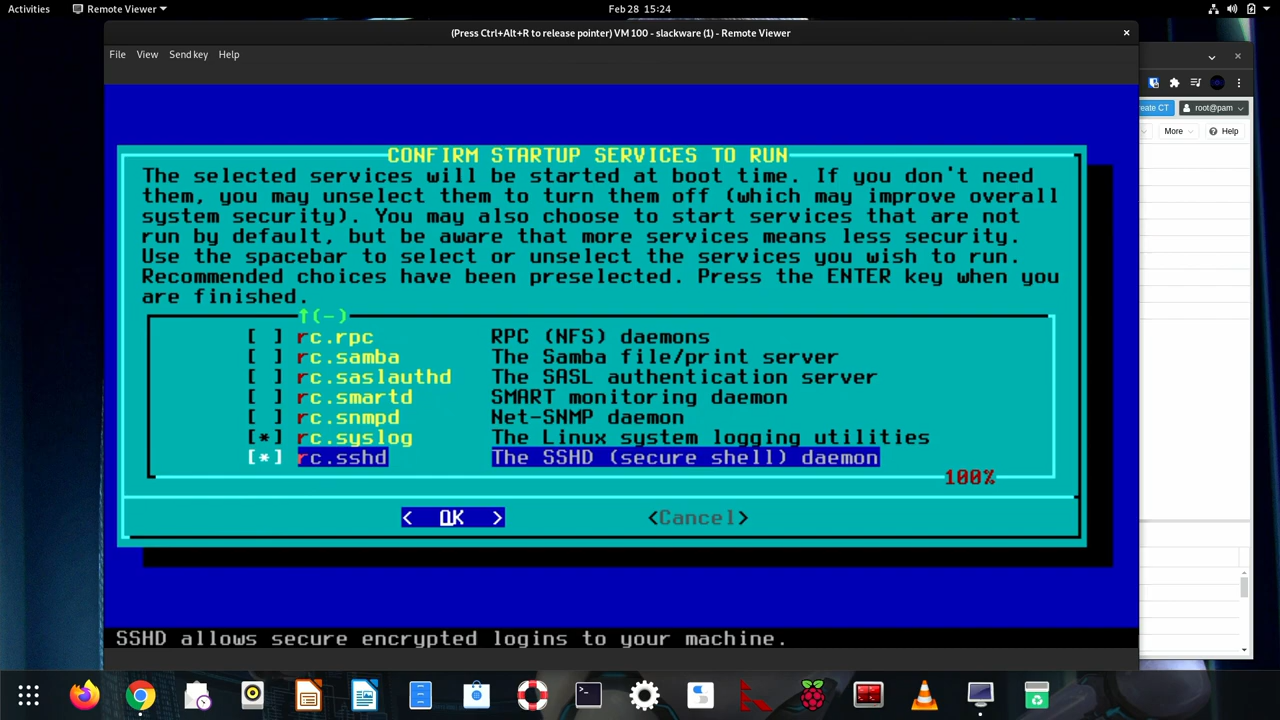 Activities
Remote Viewer
Feb 28 15:24
(Press Ctrl+Alt+R to release pointer) VM 100 - slackware (1) - Remote Viewer
File View Send key Help
CONFIRM STARTUP SERVICES TO RUN
The selected services will be started at boot time. If you don't need
them, you may unselect them to turn them off (which may improve overall
system security). You may also choose to start services that are not
run by default, but be aware that more services means less security.
Use the spacebar to select or unselect the services you wish to run.
Recommended choices have been preselected. Press the ENTER key when you
are finished.
↑(-)
[ ] rc.rpc RPC (NFS) daemons
[ ] rc.samba The Samba file/print server
[ ] rc.saslauthd The SASL authentication server
[ ] rc.smartd SMART monitoring daemon
[ ] rc.snmpd Net-SNMP daemon
[*] rc.syslog The Linux system logging utilities
[*] rc.sshd The SSHD (secure shell) daemon
100%
< OK > <Cancel>
SSHD allows secure encrypted logins to your machine.
eate CT root@pam
More Help